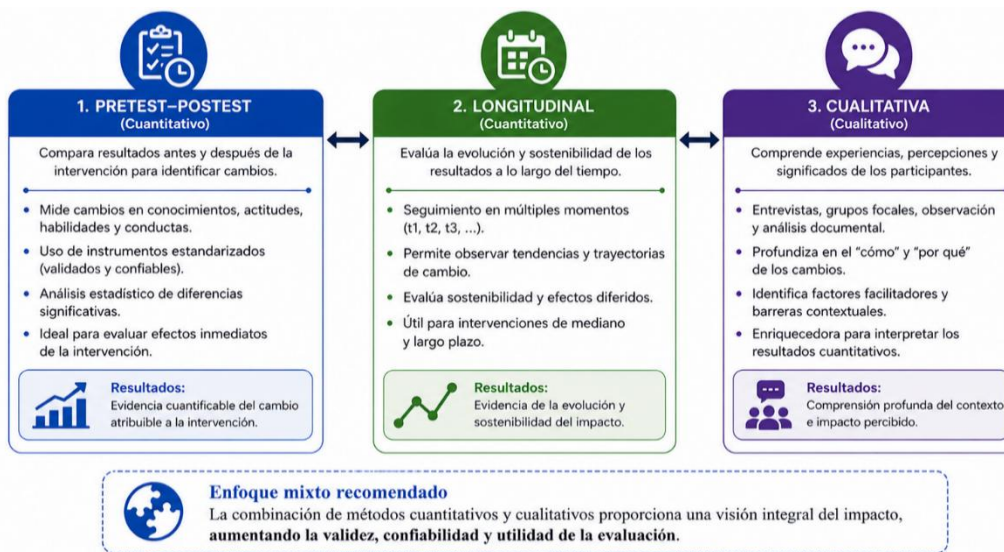 1. PRETEST–POSTEST
(Cuantitativo)
Compara resultados antes y después de la
intervención para identificar cambios.
• Mide cambios en conocimientos, actitudes,
habilidades y conductas.
• Uso de instrumentos estandarizados
(validados y confiables).
• Análisis estadístico de diferencias
significativas.
• Ideal para evaluar efectos inmediatos
de la intervención.
Resultados:
Evidencia cuantificable del cambio
atribuible a la intervención.
2. LONGITUDINAL
(Cuantitativo)
Evalúa la evolución y sostenibilidad de los
resultados a lo largo del tiempo.
• Seguimiento en múltiples momentos
(t1, t2, t3, ...).
• Permite observar tendencias y trayectorias
de cambio.
• Evalúa sostenibilidad y efectos diferidos.
• Útil para intervenciones de mediano
y largo plazo.
Resultados:
Evidencia de la evolución y
sostenibilidad del impacto.
3. CUALITATIVA
(Cualitativo)
Comprende experiencias, percepciones y
significados de los participantes.
• Entrevistas, grupos focales, observación
y análisis documental.
• Profundiza en el “cómo” y “por qué”
de los cambios.
• Identifica factores facilitadores y
barreras contextuales.
• Enriquecedora para interpretar los
resultados cuantitativos.
Resultados:
Comprensión profunda del contexto
e impacto percibido.
Enfoque mixto recomendado
La combinación de métodos cuantitativos y cualitativos proporciona una visión integral del impacto,
aumentando la validez, confiabilidad y utilidad de la evaluación.